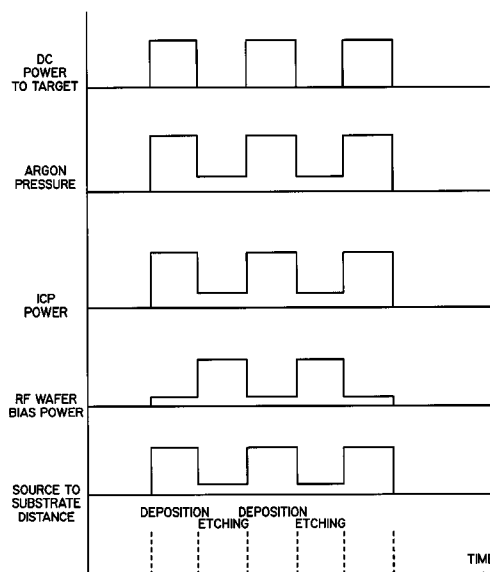 DC
POWER
TO TARGET
ARGON
PRESSURE
ICP
POWER
RF WAFER
BIAS POWER
SOURCE TO
SUBSTRATE
DISTANCE
DEPOSITION
ETCHING
DEPOSITION
ETCHING
TIME